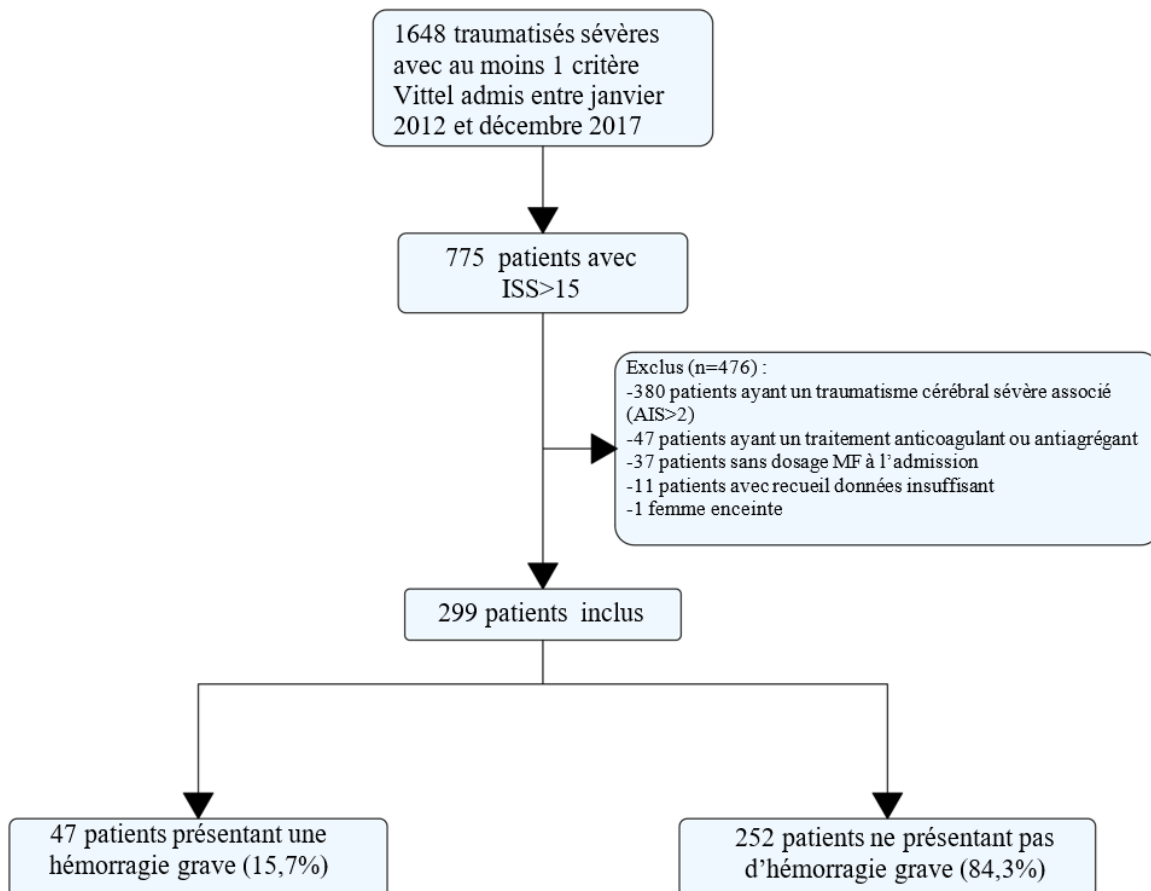 1648 traumatisés sévères
avec au moins 1 critère
Vittel admis entre janvier
2012 et décembre 2017
775 patients avec
ISS>15
Exclus (n=476) :
-380 patients ayant un traumatisme cérébral sévère associé
(AIS>2)
-47 patients ayant un traitement anticoagulant ou antiagrégant
-37 patients sans dosage MF à l’admission
-11 patients avec recueil données insuffisant
-1 femme enceinte
299 patients inclus
47 patients présentant une
hémorragie grave (15,7%)
252 patients ne présentant pas
d’hémorragie grave (84,3%)